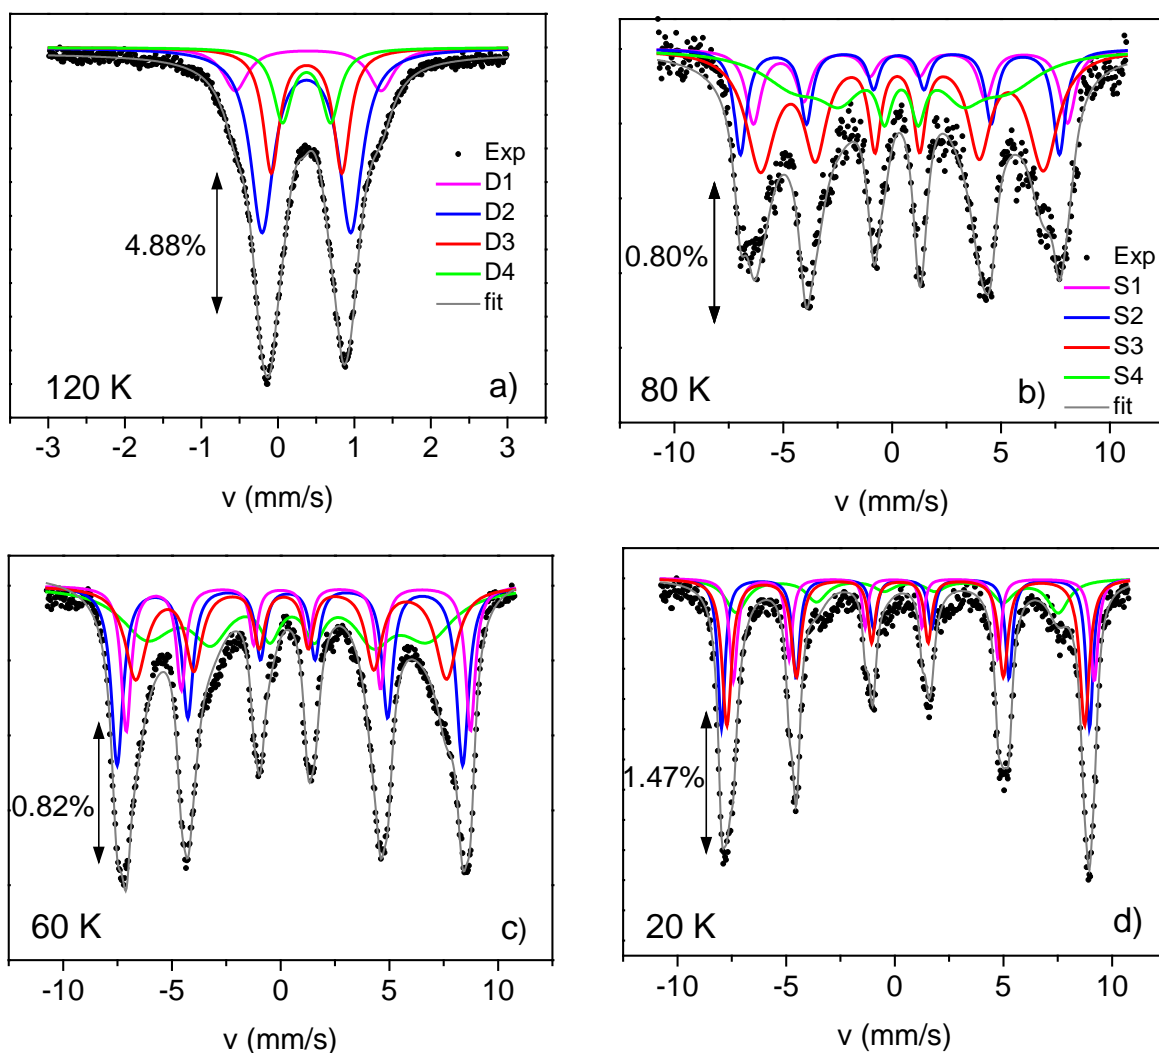 Exp
D1
D2
D3
D4
fit
4.88%
120 K
a)
-3 -2 -1 0 1 2 3
v (mm/s)
0.80%
Exp
S1
S2
S3
S4
fit
80 K
b)
-10 -5 0 5 10
v (mm/s)
0.82%
60 K
c)
-10 -5 0 5 10
v (mm/s)
1.47%
20 K
d)
-10 -5 0 5 10
v (mm/s)